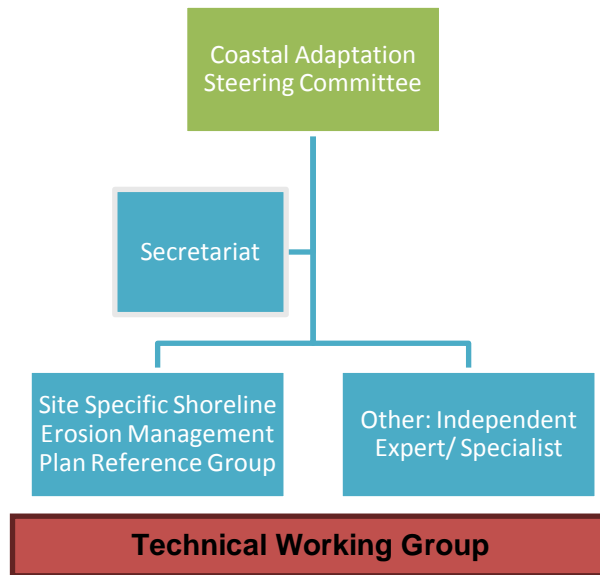 Coastal Adaptation
Steering Committee
Secretariat
Site Specific Shoreline
Erosion Management
Plan Reference Group
Other: Independent
Expert/ Specialist
Technical Working Group